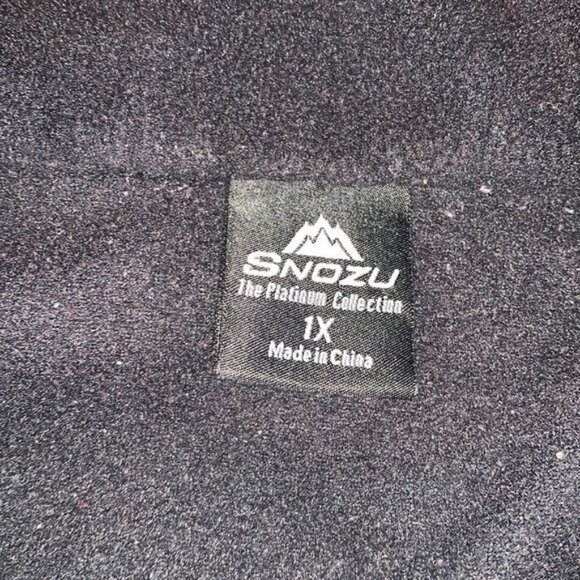 SNOZU
The Platinum Collection
1X
Made in China